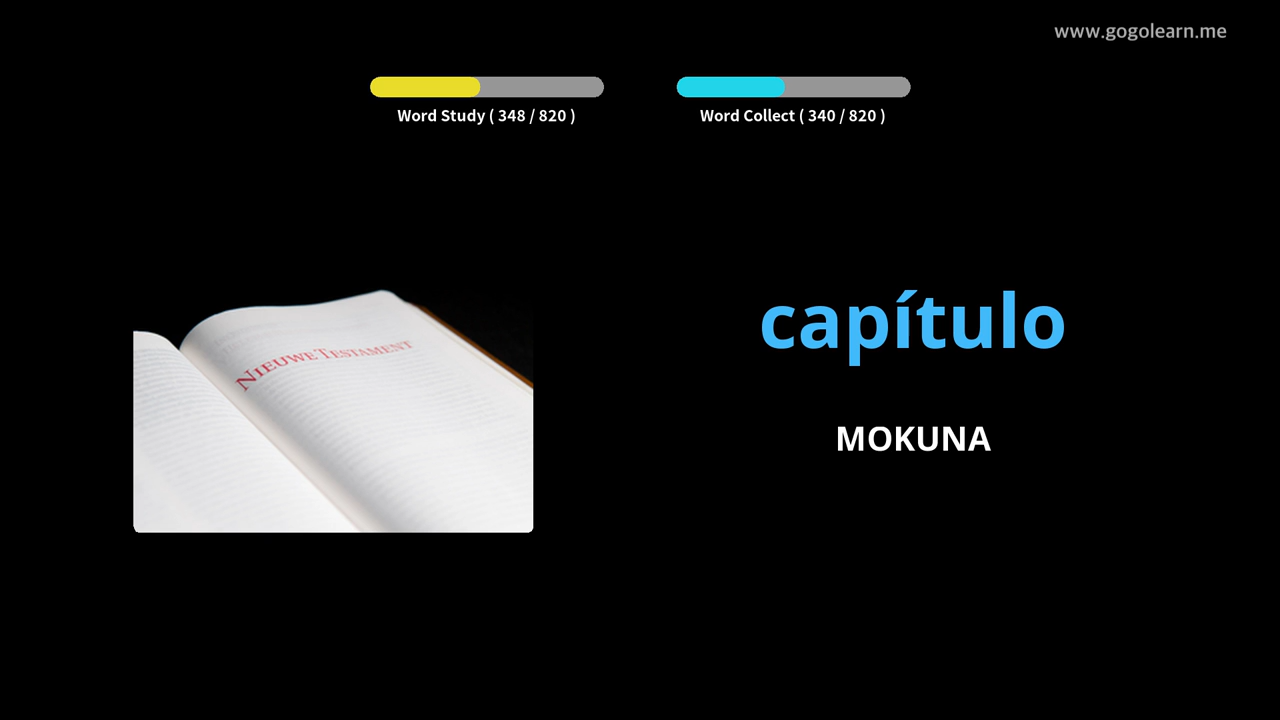 www.gogolearn.me
Word Study ( 348 / 820 )
Word Collect ( 340 / 820 )
NIEUWE TESTAMENT
capítulo
MOKUNA